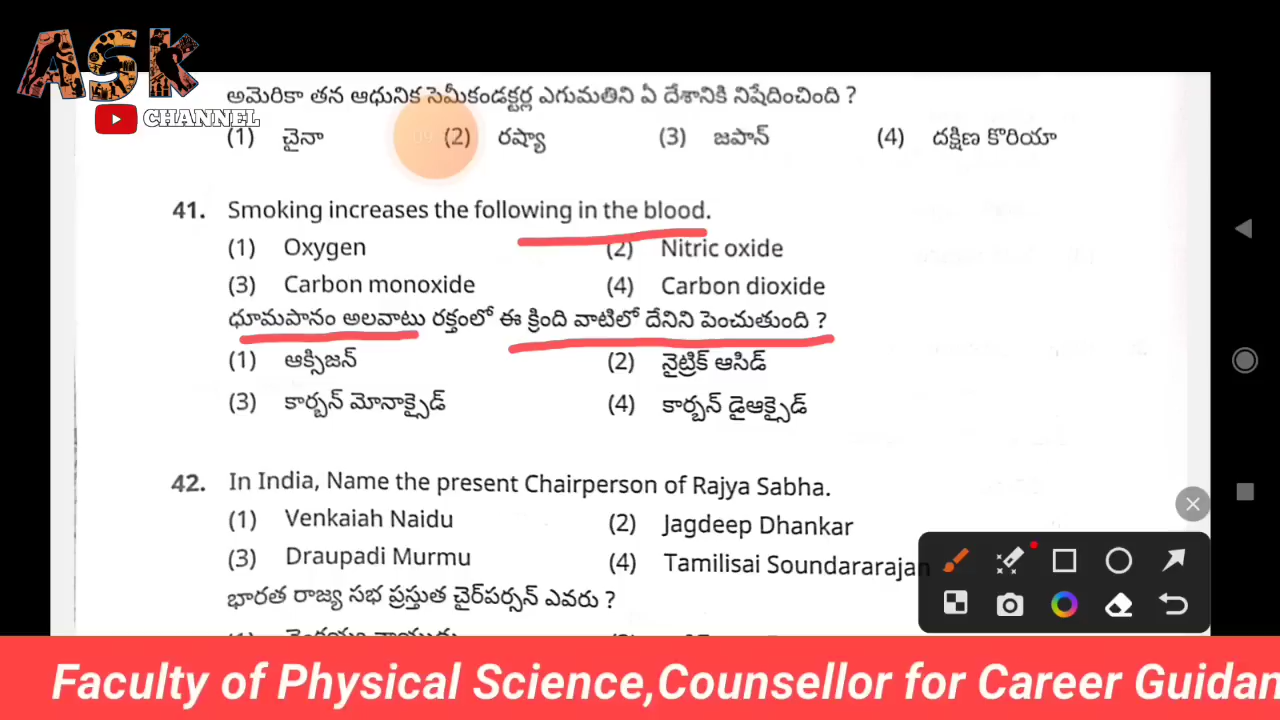 ASK
CHANNEL
అమెరికా తన ఆధునిక సెమీకండక్టర్ల ఎగుమతిని ఏ దేశానికి నిషేదించింది ?
(1) చైనా (2) రష్యా (3) జపాన్ (4) దక్షిణ కొరియా
41. Smoking increases the following in the blood.
(1) Oxygen (2) Nitric oxide
(3) Carbon monoxide (4) Carbon dioxide
ధూమపానం అలవాటు రక్తంలో ఈ క్రింది వాటిలో దేనిని పెంచుతుంది ?
(1) ఆక్సిజన్ (2) నైట్రిక్ ఆసిడ్
(3) కార్బన్ మోనాక్సైడ్ (4) కార్బన్ డైఆక్సైడ్
42. In India, Name the present Chairperson of Rajya Sabha.
(1) Venkaiah Naidu (2) Jagdeep Dhankar
(3) Draupadi Murmu (4) Tamilisai Soundararajan
భారత రాజ్య సభ ప్రస్తుత చైర్‌పర్సన్ ఎవరు ?
Faculty of Physical Science,Counsellor for Career Guidan